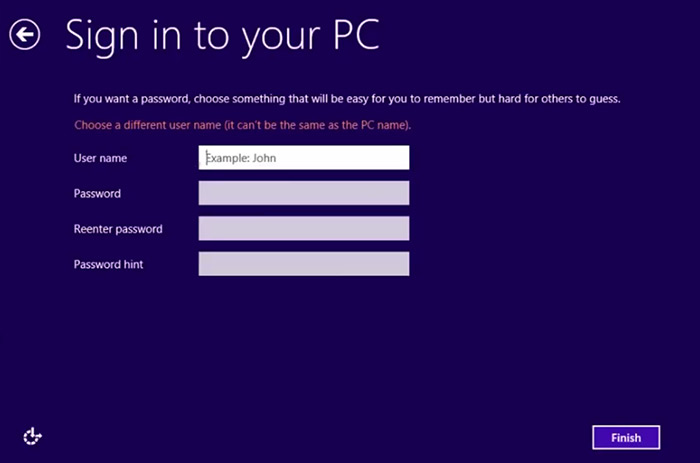 Sign in to your PC
If you want a password, choose something that will be easy for you to remember but hard for others to guess.
Choose a different user name (it can't be the same as the PC name).
User name
Example: John
Password
Reenter password
Password hint
Finish